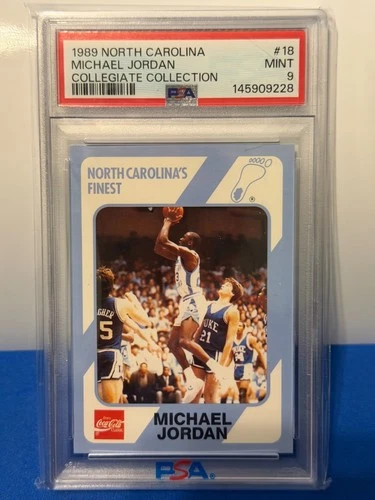 1989 NORTH CAROLINA #18
MICHAEL JORDAN MINT
COLLEGIATE COLLECTION 9
PSA 145909228
NORTH CAROLINA'S
FINEST
®
5
DUKE
21
Coca-Cola
MICHAEL
JORDAN
PSA